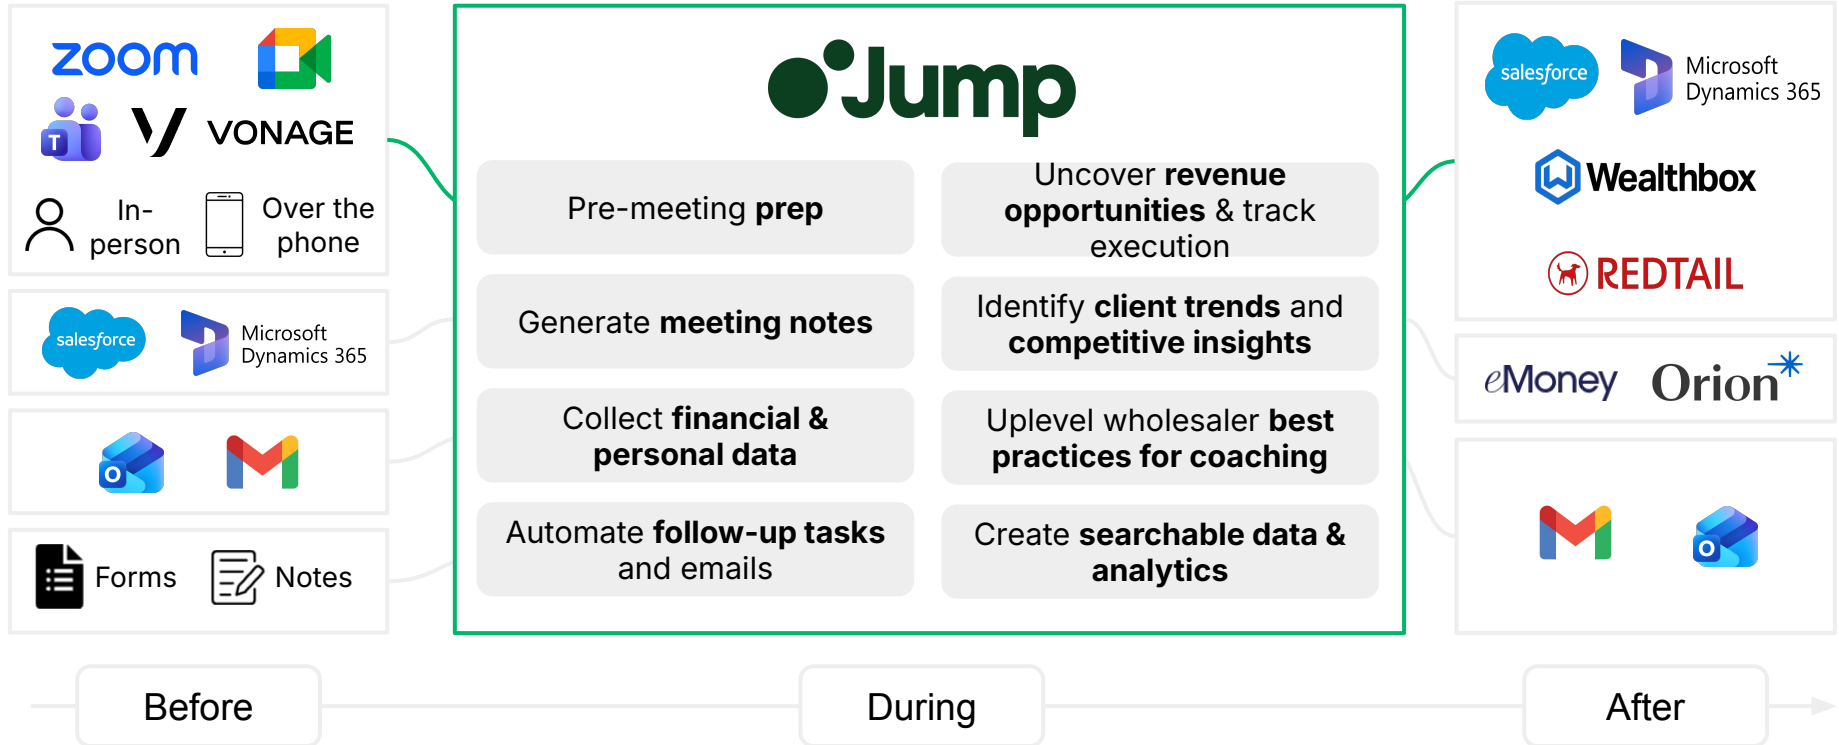 zoom
T
VONAGE
In-
person
Over the
phone
salesforce
Microsoft
Dynamics 365
O
Forms
Notes
Jump
Pre-meeting prep
Generate meeting notes
Collect financial &
personal data
Automate follow-up tasks
and emails
Uncover revenue
opportunities & track
execution
Identify client trends and
competitive insights
Uplevel wholesaler best
practices for coaching
Create searchable data &
analytics
salesforce
Microsoft
Dynamics 365
Wealthbox
REDTAIL
eMoney
Orion
O
Before
During
After